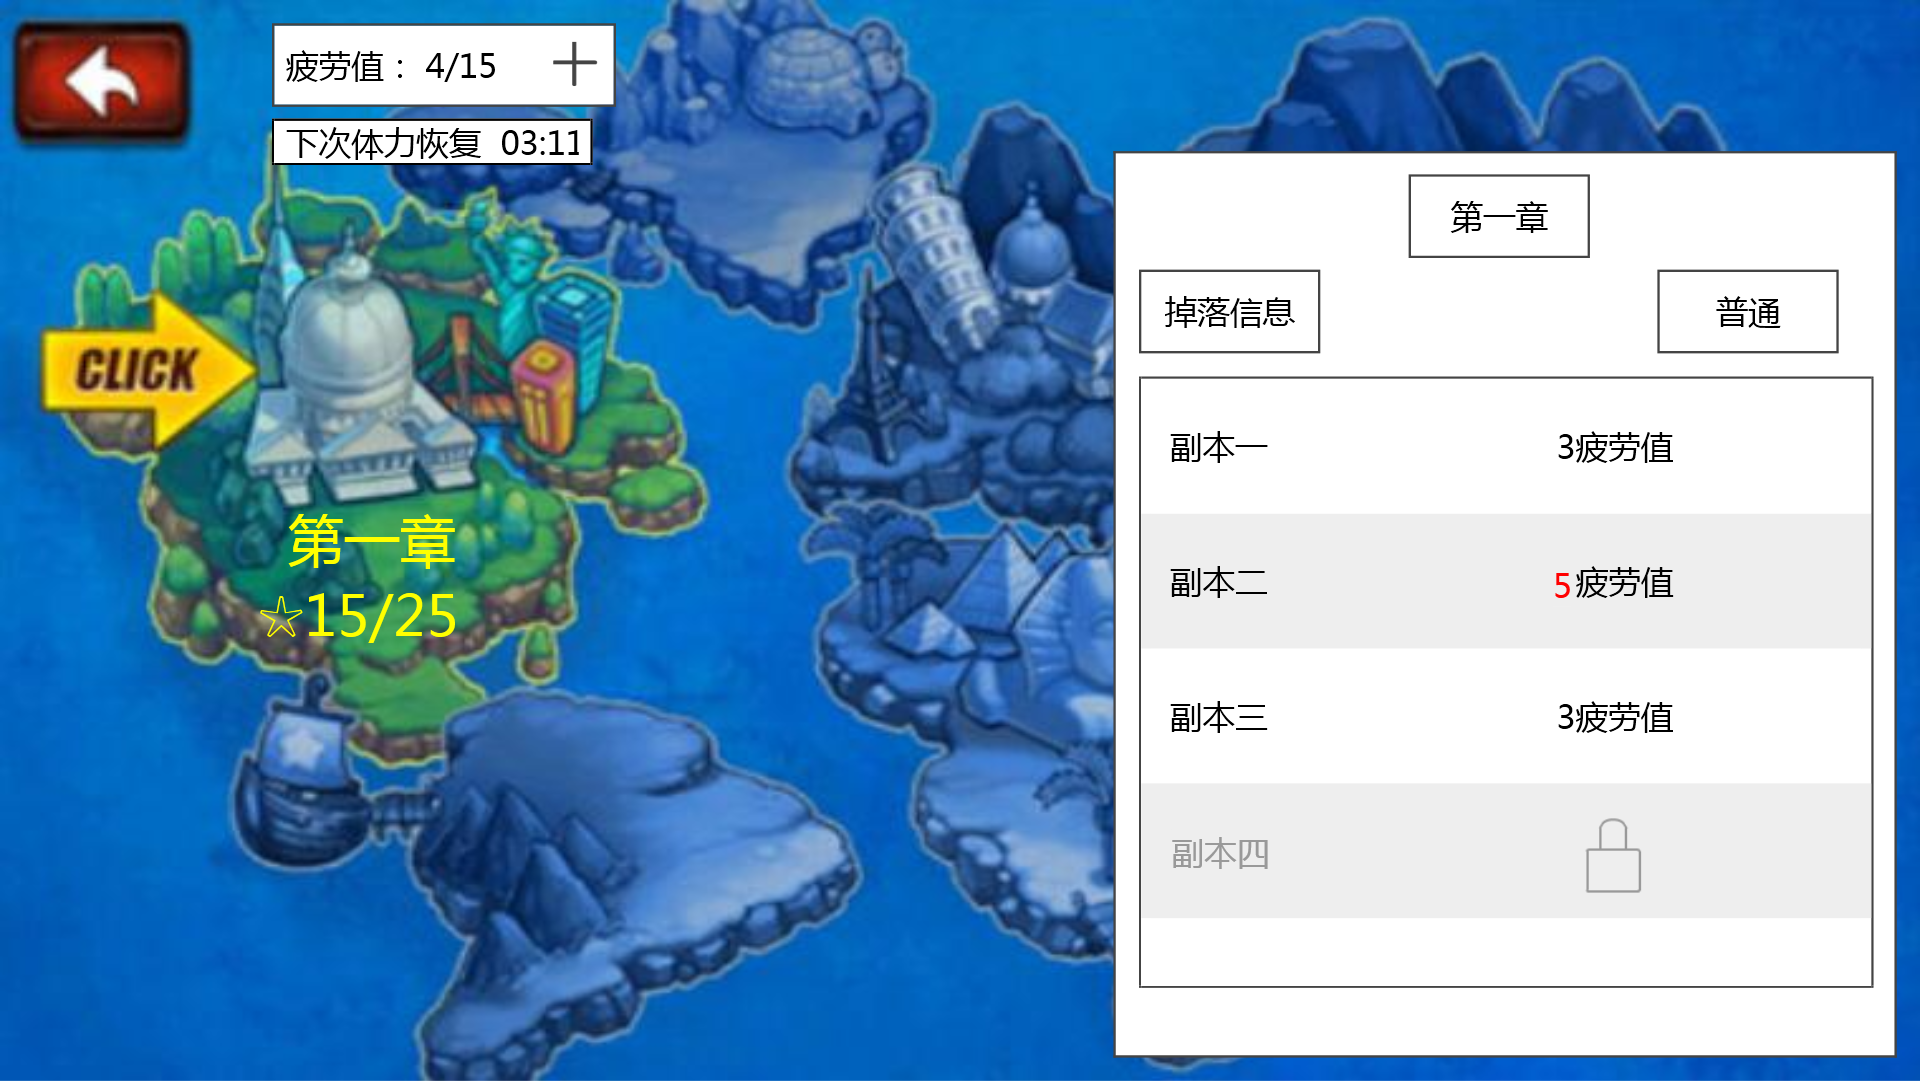 疲劳值： 4/15
下次体力恢复 03:11
CLICK
第一章
☆15/25
第一章
掉落信息
普通
副本一 3疲劳值
副本二 5疲劳值
副本三 3疲劳值
副本四